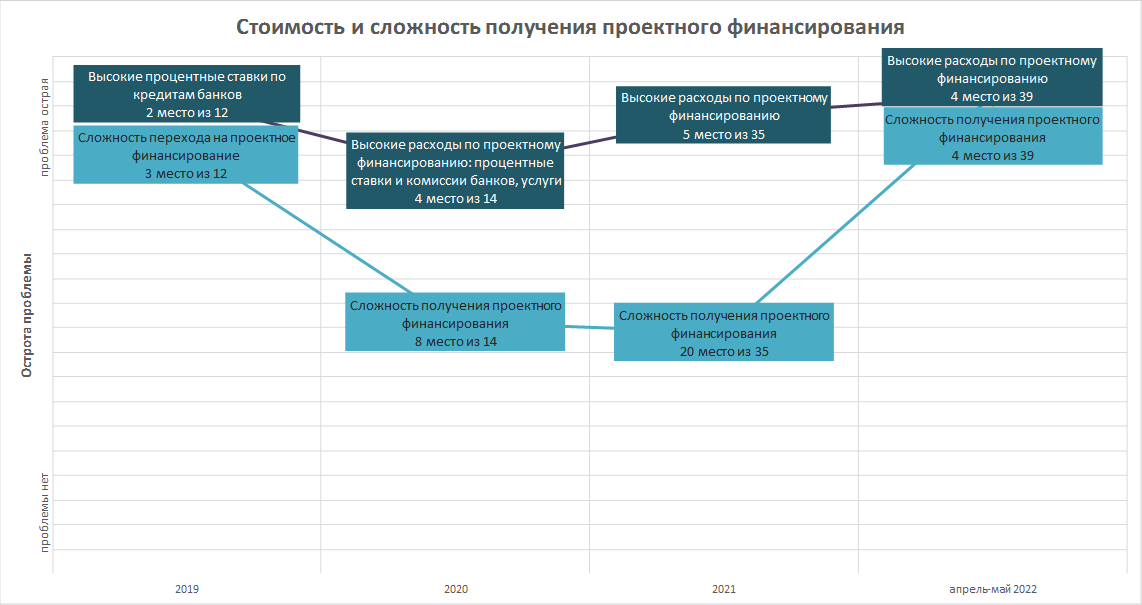 Стоимость и сложность получения проектного финансирования
Острота проблемы
проблема острая
проблемы нет
Высокие процентные ставки по
кредитам банков
2 место из 12
Сложность перехода на проектное
финансирование
3 место из 12
Высокие расходы по проектному
финансированию: процентные
ставки и комиссии банков, услуги
4 место из 14
Сложность получения проектного
финансирования
8 место из 14
Высокие расходы по проектному
финансированию
5 место из 35
Сложность получения проектного
финансирования
20 место из 35
Высокие расходы по проектному
финансированию
4 место из 39
Сложность получения проектного
финансирования
4 место из 39
2019
2020
2021
апрель-май 2022